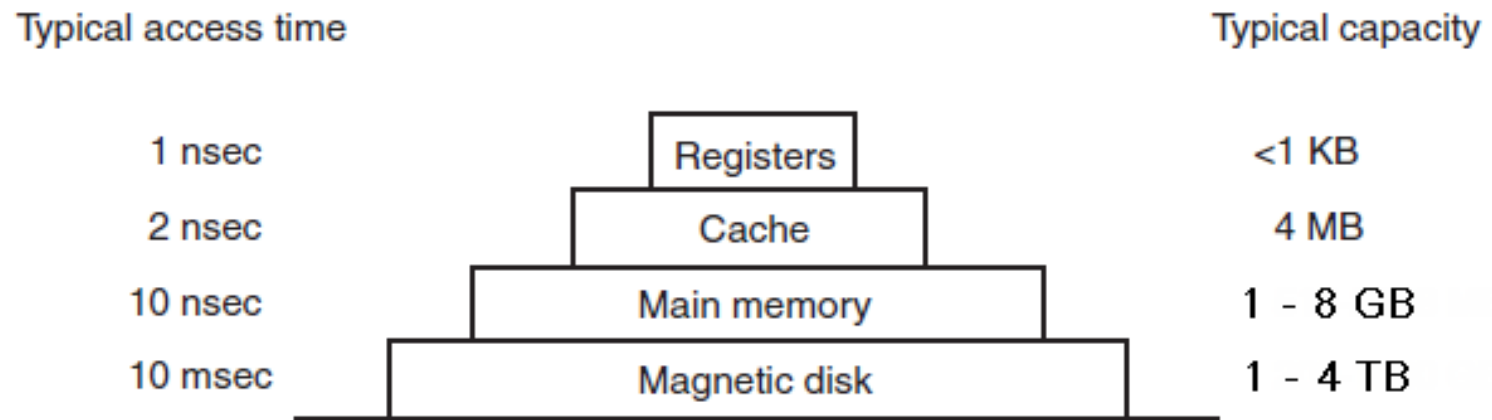 Typical access time Typical capacity
1 nsec Registers <1 KB
2 nsec Cache 4 MB
10 nsec Main memory 1 - 8 GB
10 msec Magnetic disk 1 - 4 TB